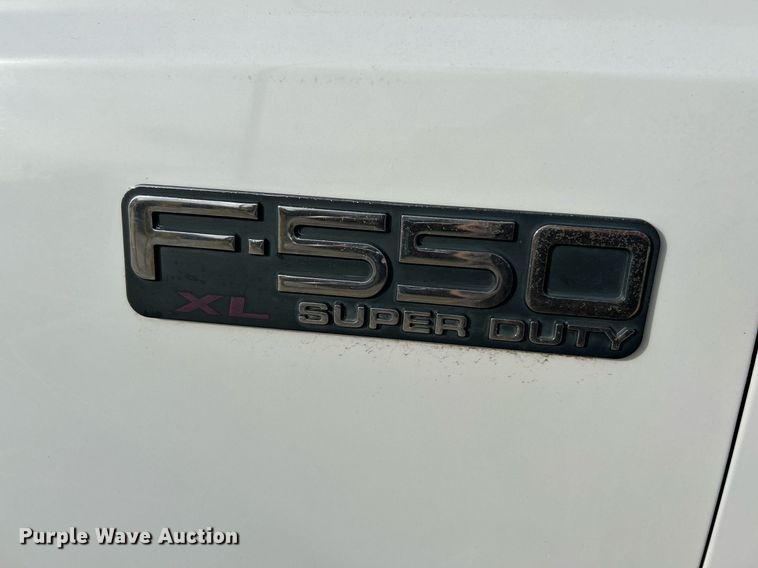 F-550
XL SUPER DUTY
Purple Wave Auction